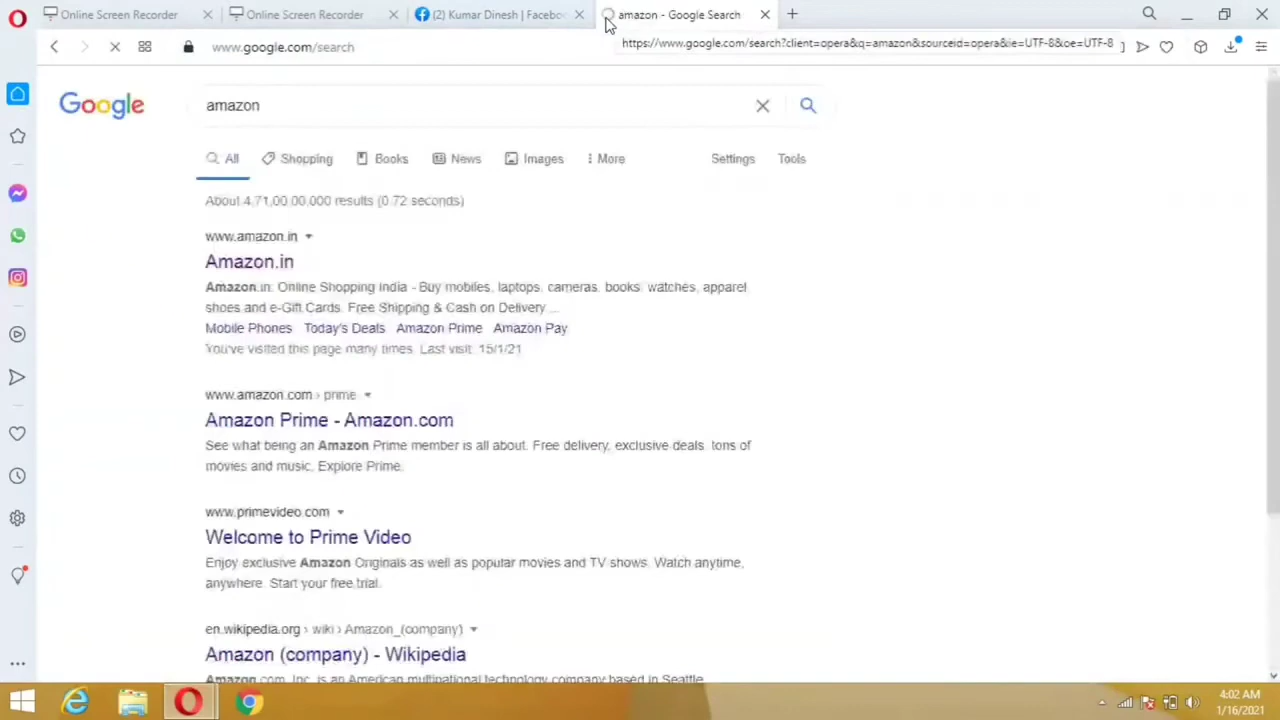 Online Screen Recorder
Online Screen Recorder
(2) Kumar Dinesh | Faceboo
amazon - Google Search
www.google.com/search
https://www.google.com/search?client=opera&q=amazon&sourceid=opera&ie=UTF-8&oe=UTF-8
Google
amazon
All
Shopping
Books
News
Images
More
Settings
Tools
About 4,71,00,00,000 results (0.72 seconds)
www.amazon.in
Amazon.in
Amazon.in: Online Shopping India - Buy mobiles, laptops, cameras, books, watches, apparel,
shoes and e-Gift Cards. Free Shipping & Cash on Delivery ...
Mobile Phones Today's Deals Amazon Prime Amazon Pay
You've visited this page many times. Last visit: 15/1/21
www.amazon.com › prime
Amazon Prime - Amazon.com
See what being an Amazon Prime member is all about. Free delivery, exclusive deals, tons of
movies and music. Explore Prime.
www.primevideo.com
Welcome to Prime Video
Enjoy exclusive Amazon Originals as well as popular movies and TV shows. Watch anytime,
anywhere. Start your free trial.
en.wikipedia.org › wiki › Amazon_(company)
Amazon (company) - Wikipedia
Amazon.com, Inc. is an American multinational technology company based in Seattle,
4:02 AM
1/16/2021